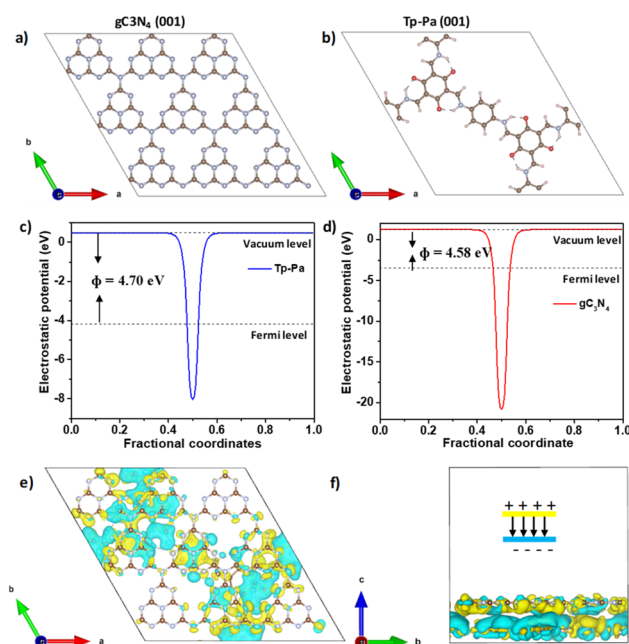 gC3N₄ (001)
Tp-Pa (001)
a)
b)
b
a
b
a
c)
d)
Electrostatic potential (eV)
0
-2
-4
-6
-8
0.0 0.2 0.4 0.6 0.8 1.0
Fractional coordinates
Vacuum level
Tp-Pa
ϕ = 4.70 eV
Fermi level
Electrostatic potential (eV)
0
-5
-10
-15
-20
0.0 0.2 0.4 0.6 0.8 1.0
Fractional coordinate
Vacuum level
ϕ = 4.58 eV
Fermi level
gC₃N₄
e)
f)
+ + + +
- - - -
b
a
c
b